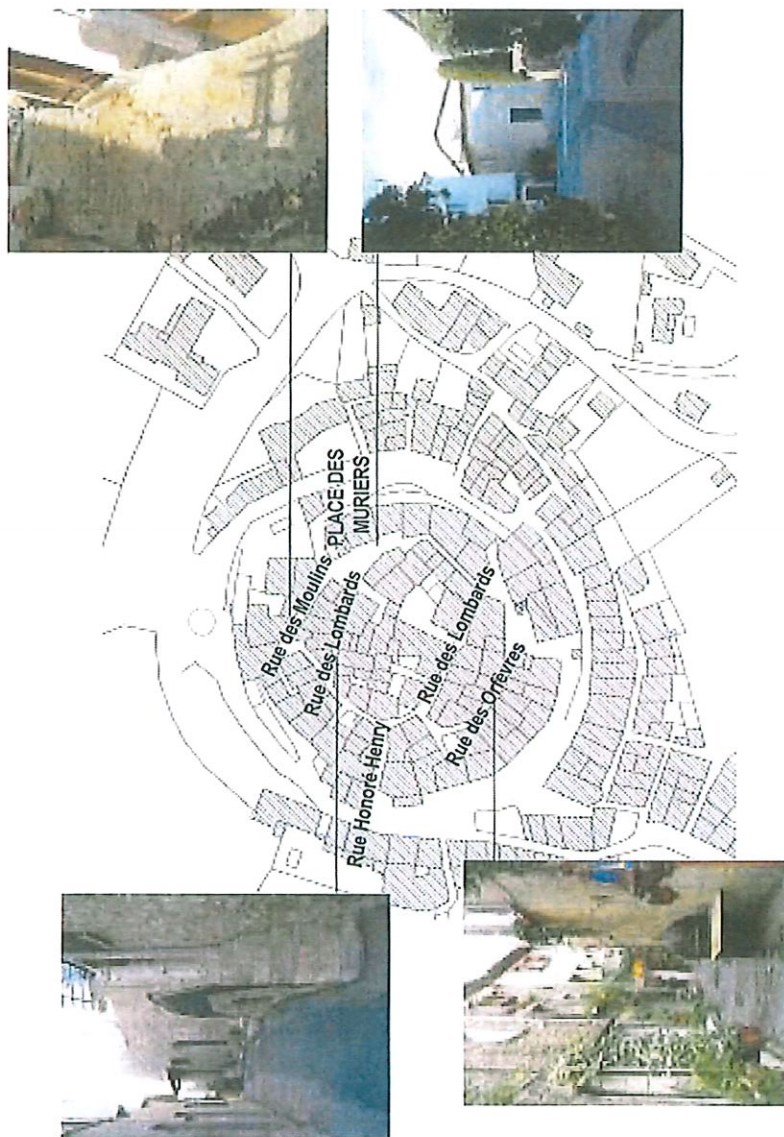 Rue des Moulins
PLACE DES
MURIERS
Rue des Lombards
Rue des Lombards
Rue Honoré Henry
Rue des Orfèvres